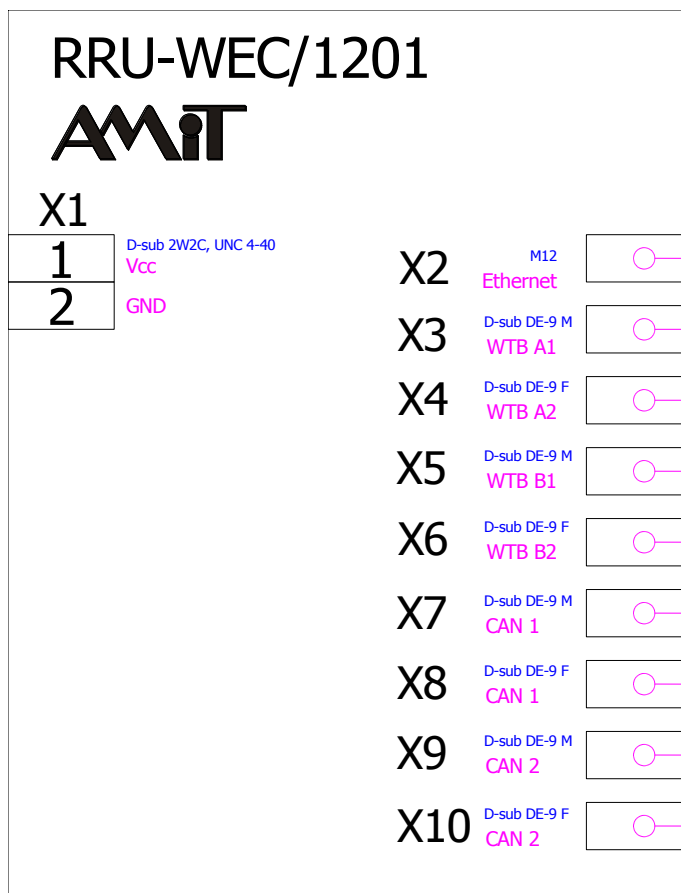 RRU-WEC/1201
AMiT
X1
1 D-sub 2W2C, UNC 4-40
Vcc
2 GND
X2 M12
Ethernet
X3 D-sub DE-9 M
WTB A1
X4 D-sub DE-9 F
WTB A2
X5 D-sub DE-9 M
WTB B1
X6 D-sub DE-9 F
WTB B2
X7 D-sub DE-9 M
CAN 1
X8 D-sub DE-9 F
CAN 1
X9 D-sub DE-9 M
CAN 2
X10 D-sub DE-9 F
CAN 2